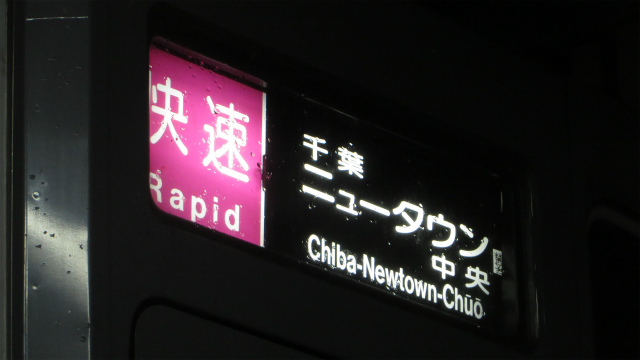 快速
Rapid
千葉
ニュータウン
中央
Chiba-Newtown-Chūō